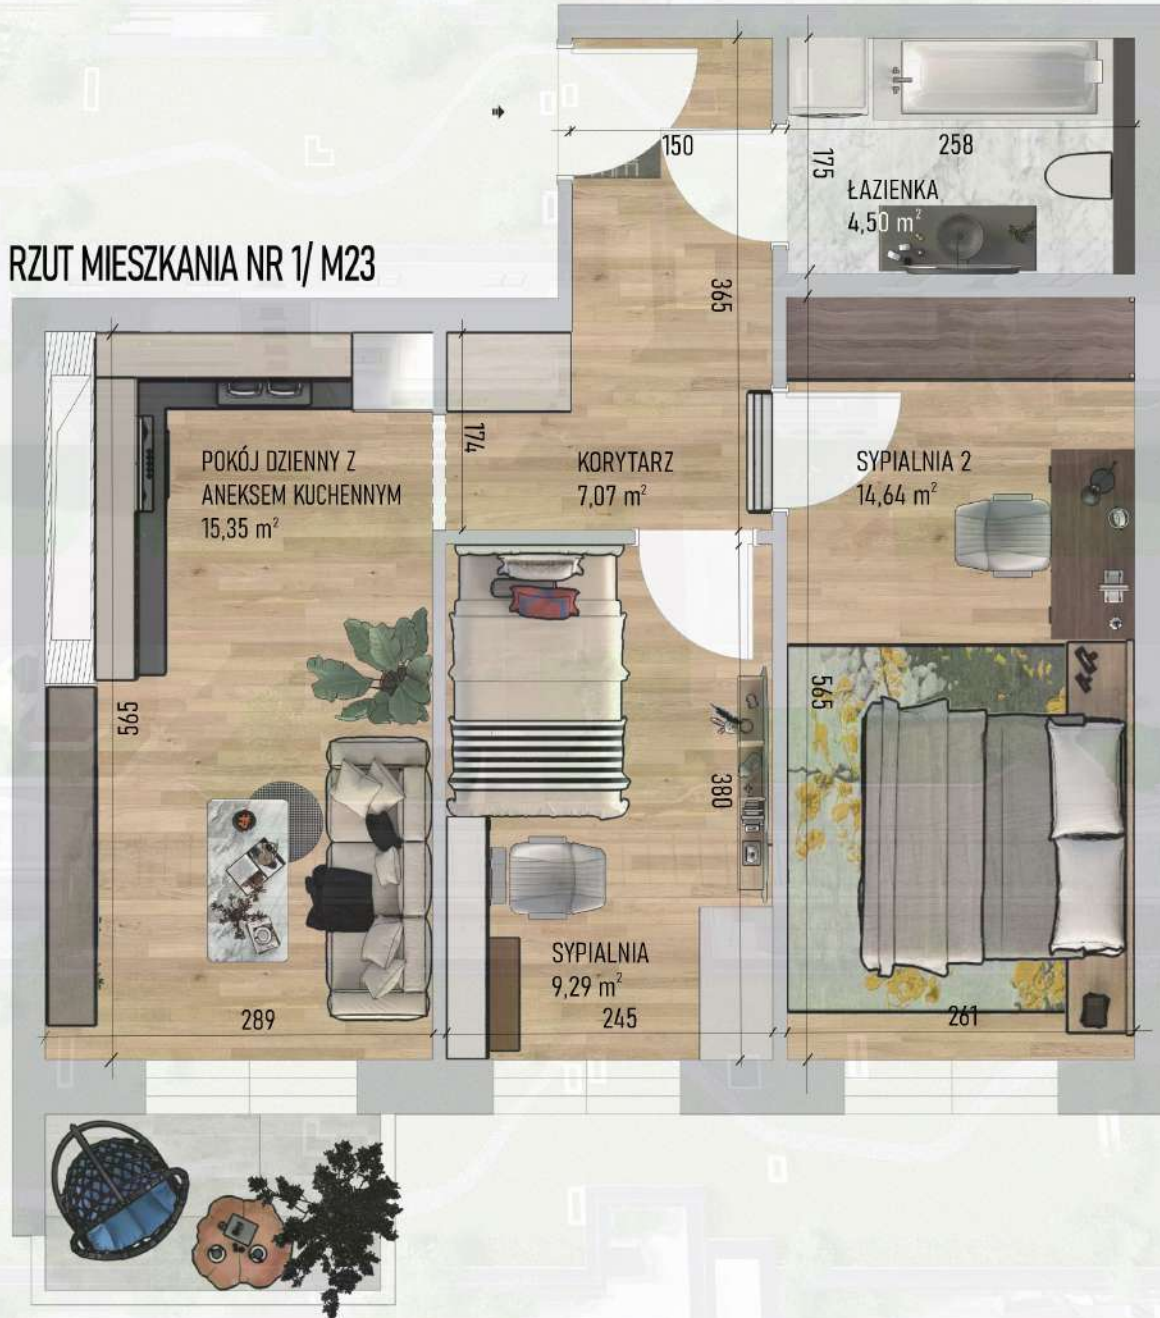 150
258
175
ŁAZIENKA
4,50 m²
RZUT MIESZKANIA NR 1/ M23
365
174
POKÓJ DZIENNY Z
ANEKSEM KUCHENNYM
15,35 m²
KORYTARZ
7,07 m²
SYPIALNIA 2
14,64 m²
565
565
380
SYPIALNIA
9,29 m²
289
245
261